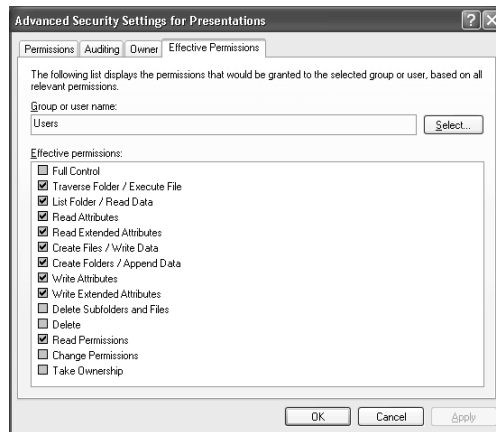 Advanced Security Settings for Presentations
Permissions Auditing Owner Effective Permissions
The following list displays the permissions that would be granted to the selected group or user, based on all
relevant permissions.
Group or user name:
Users
Select...
Effective permissions:
Full Control
Traverse Folder / Execute File
List Folder / Read Data
Read Attributes
Read Extended Attributes
Create Files / Write Data
Create Folders / Append Data
Write Attributes
Write Extended Attributes
Delete Subfolders and Files
Delete
Read Permissions
Change Permissions
Take Ownership
OK Cancel Apply